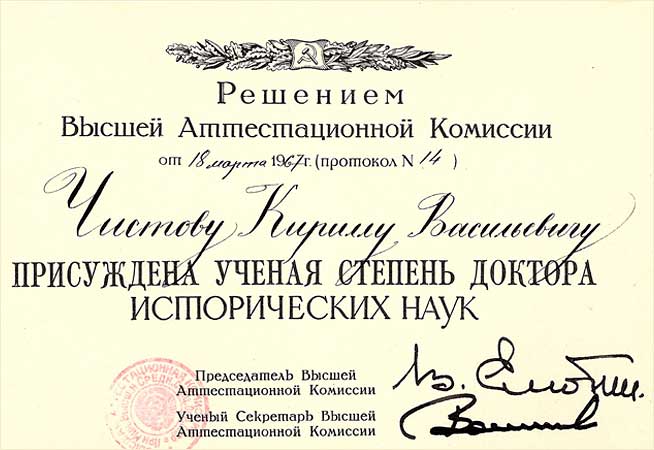 Решением
Высшей Аттестационной Комиссии
от 18 марта 1967г. (протокол N 14 )
Чистову Кириллу Васильевичу
ПРИСУЖДЕНА УЧЕНАЯ СТЕПЕНЬ ДОКТОРА
ИСТОРИЧЕСКИХ НАУК
Председатель Высшей
Аттестационной Комиссии
Ученый Секретарь Высшей
Аттестационной Комиссии